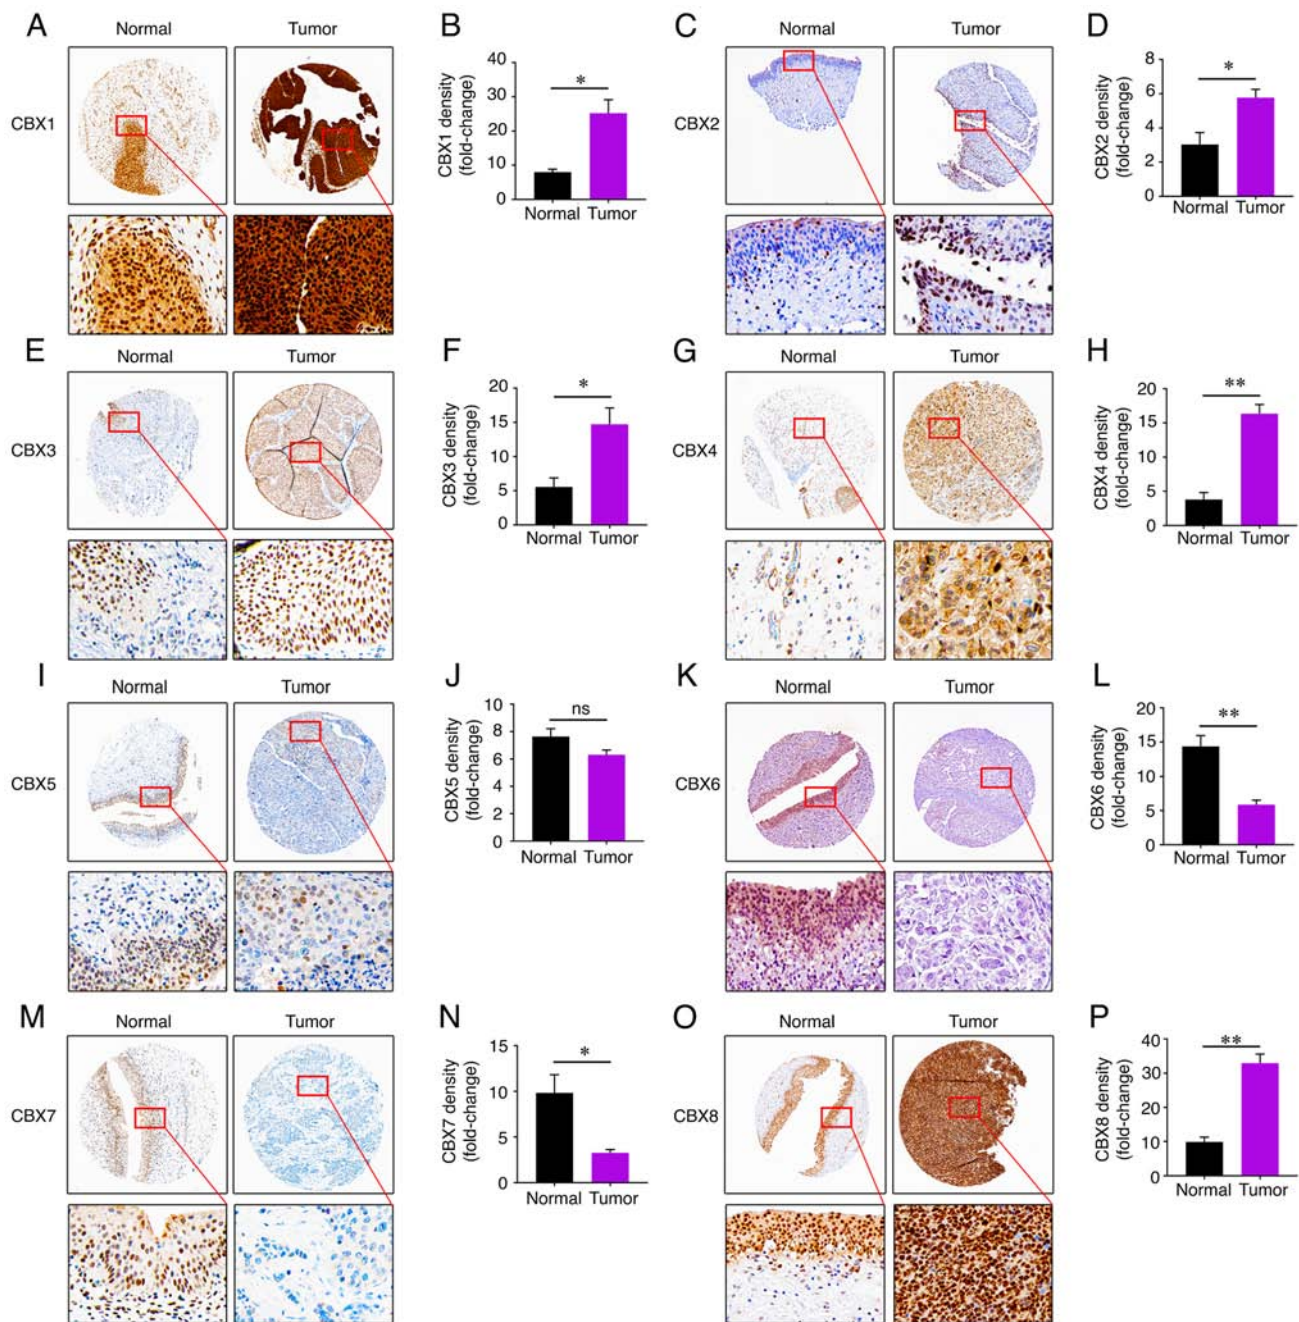 A
Normal
Tumor
CBX1
B
CBX1 density
(fold-change)
40
30
20
10
0
*
Normal
Tumor
C
Normal
Tumor
CBX2
D
CBX2 density
(fold-change)
8
6
4
2
0
*
Normal
Tumor
E
Normal
Tumor
CBX3
F
CBX3 density
(fold-change)
20
15
10
5
0
*
Normal
Tumor
G
Normal
Tumor
CBX4
H
CBX4 density
(fold-change)
20
15
10
5
0
**
Normal
Tumor
I
Normal
Tumor
CBX5
J
CBX5 density
(fold-change)
10
8
6
4
2
0
ns
Normal
Tumor
K
Normal
Tumor
CBX6
L
CBX6 density
(fold-change)
20
15
10
5
0
**
Normal
Tumor
M
Normal
Tumor
CBX7
N
CBX7 density
(fold-change)
15
10
5
0
*
Normal
Tumor
O
Normal
Tumor
CBX8
P
CBX8 density
(fold-change)
40
30
20
10
0
**
Normal
Tumor